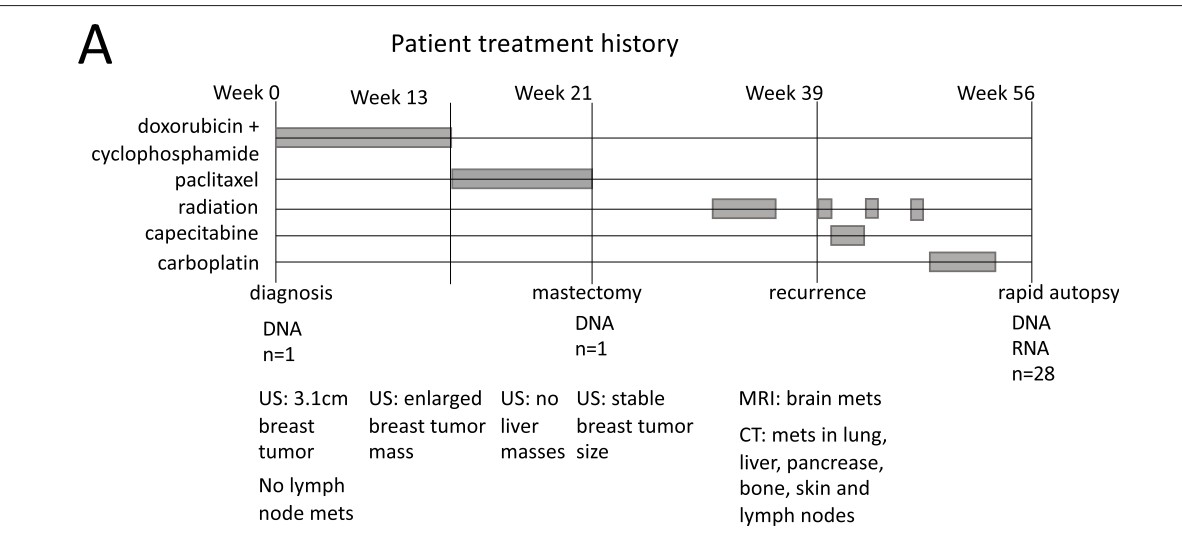 A
Patient treatment history
Week 0
Week 13
Week 21
Week 39
Week 56
doxorubicin +
cyclophosphamide
paclitaxel
radiation
capecitabine
carboplatin
diagnosis
mastectomy
recurrence
rapid autopsy
DNA
n=1
DNA
n=1
DNA
RNA
n=28
US: 3.1cm
breast
tumor
No lymph
node mets
US: enlarged
breast tumor
mass
US: no
liver
masses
US: stable
breast tumor
size
MRI: brain mets
CT: mets in lung,
liver, pancrease,
bone, skin and
lymph nodes